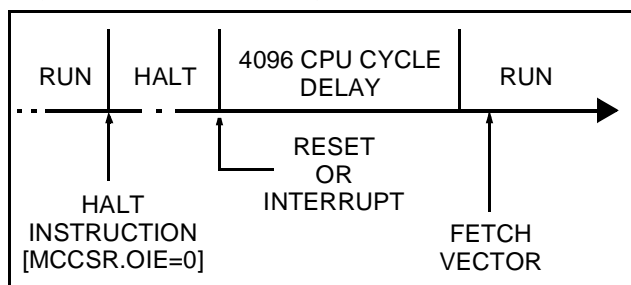 RUN
HALT
4096 CPU CYCLE
DELAY
RUN
HALT
INSTRUCTION
[MCCSR.OIE=0]
RESET
OR
INTERRUPT
FETCH
VECTOR